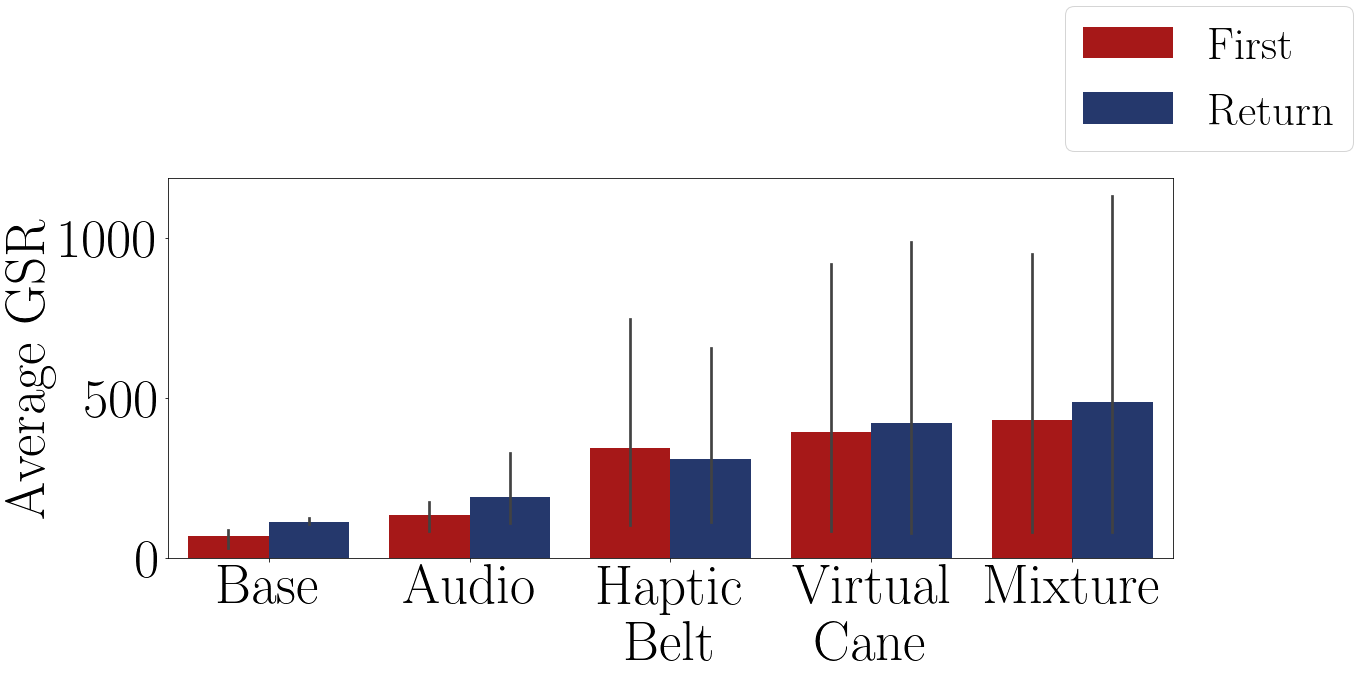 First
Return
Average GSR
1000
500
0
Base Audio Haptic Virtual Mixture
Belt Cane